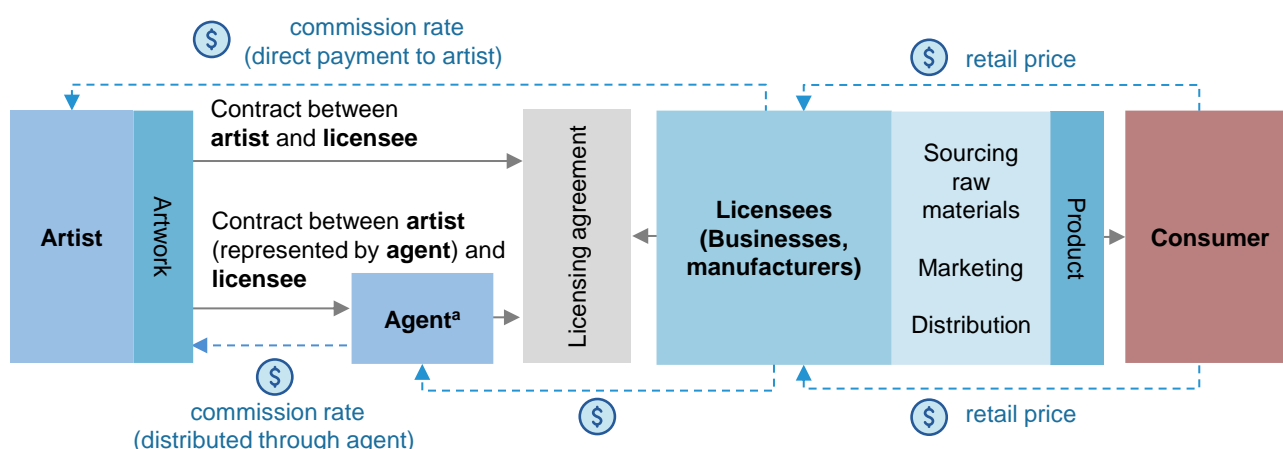 $
commission rate
(direct payment to artist)
$
retail price
Contract between
artist and licensee
Artist
Artwork
Contract between artist
(represented by agent) and
licensee
Agentᵃ
Licensing agreement
Licensees
(Businesses,
manufacturers)
Sourcing
raw
materials
Marketing
Distribution
Product
Consumer
$
commission rate
(distributed through agent)
$
$
retail price